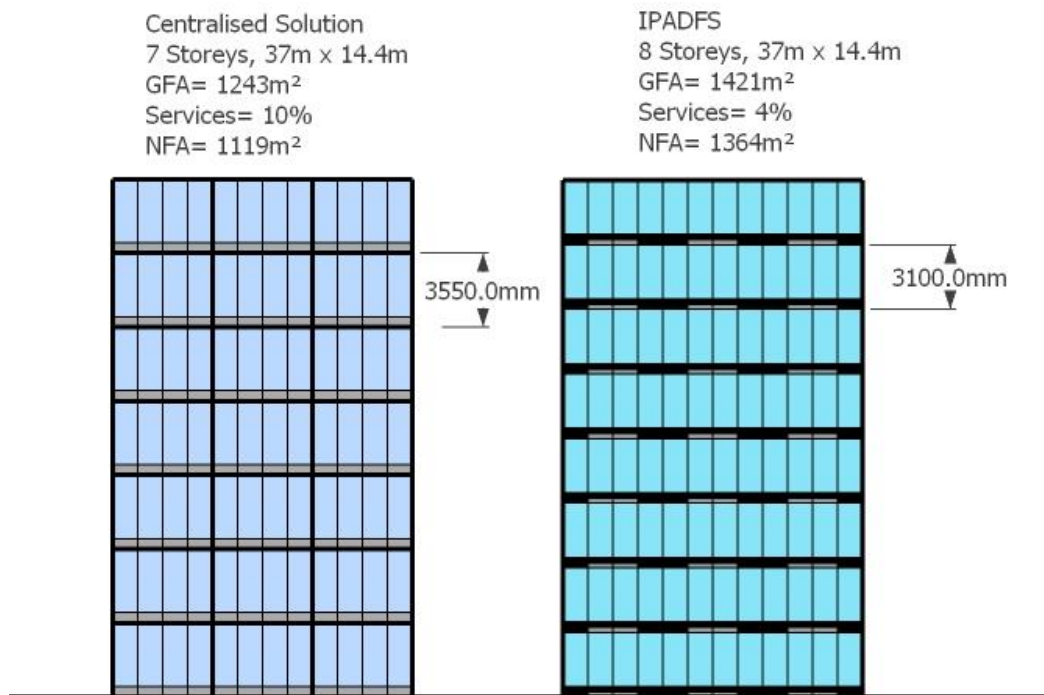 Centralised Solution
7 Storeys, 37m x 14.4m
GFA= 1243m²
Services= 10%
NFA= 1119m²
IPADFS
8 Storeys, 37m x 14.4m
GFA= 1421m²
Services= 4%
NFA= 1364m²
3550.0mm
3100.0mm